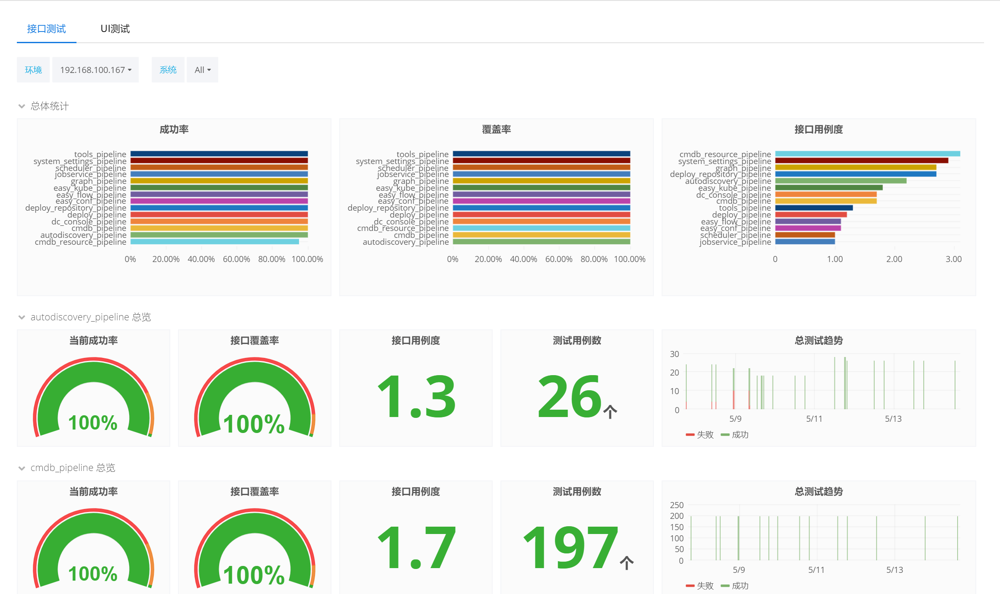 接口测试 UI测试
环境 192.168.100.167 系统 All
总体统计
成功率
tools_pipeline
system_settings_pipeline
scheduler_pipeline
jobservice_pipeline
graph_pipeline
easy_kube_pipeline
easy_flow_pipeline
easy_conf_pipeline
deploy_repository_pipeline
deploy_pipeline
dc_console_pipeline
cmdb_pipeline
autodiscovery_pipeline
cmdb_resource_pipeline
0% 20.00% 40.00% 60.00% 80.00% 100.00%
覆盖率
tools_pipeline
system_settings_pipeline
scheduler_pipeline
jobservice_pipeline
graph_pipeline
easy_kube_pipeline
easy_flow_pipeline
easy_conf_pipeline
deploy_repository_pipeline
deploy_pipeline
dc_console_pipeline
cmdb_resource_pipeline
cmdb_pipeline
autodiscovery_pipeline
0% 20.00% 40.00% 60.00% 80.00% 100.00%
接口用例度
cmdb_resource_pipeline
system_settings_pipeline
graph_pipeline
deploy_repository_pipeline
autodiscovery_pipeline
easy_kube_pipeline
dc_console_pipeline
cmdb_pipeline
tools_pipeline
deploy_pipeline
easy_flow_pipeline
easy_conf_pipeline
scheduler_pipeline
jobservice_pipeline
0 1.00 2.00 3.00
autodiscovery_pipeline 总览
当前成功率
100%
接口覆盖率
100%
接口用例度
1.3
测试用例数
26个
总测试趋势
30
20
10
0
5/9 5/11 5/13
失败 成功
cmdb_pipeline 总览
当前成功率
100%
接口覆盖率
100%
接口用例度
1.7
测试用例数
197个
总测试趋势
250
200
150
100
50
0
5/9 5/11 5/13
失败 成功